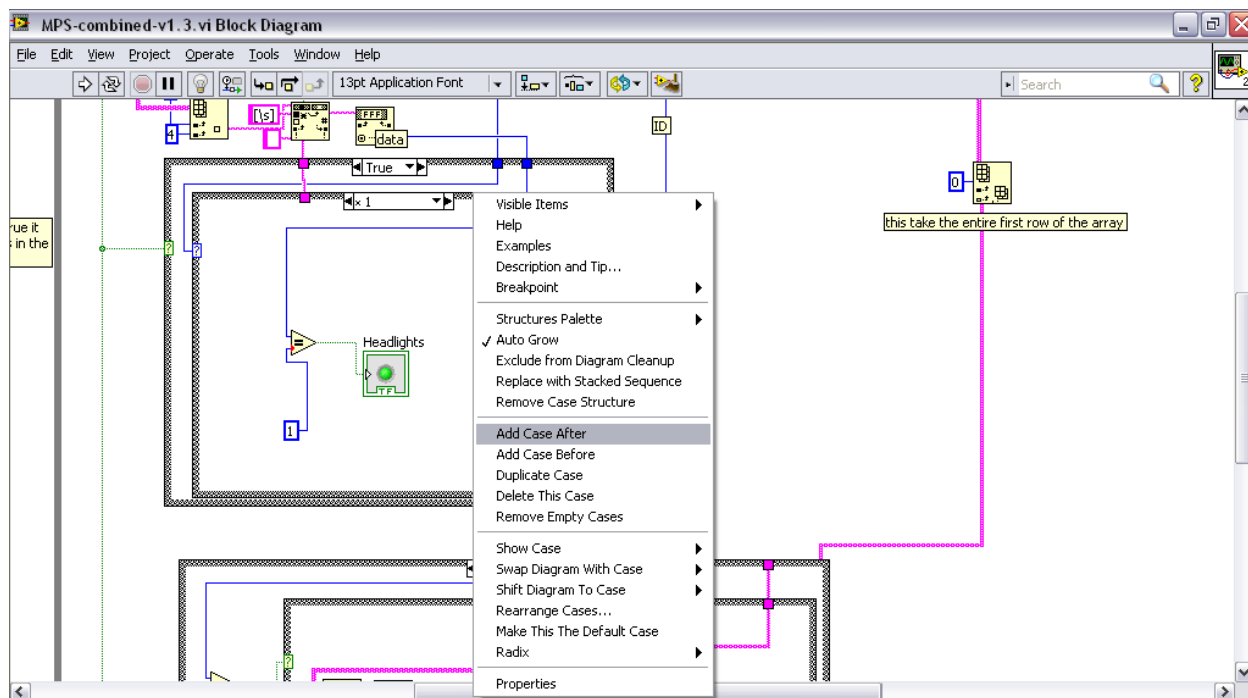 MPS-combined-v1.3.vi Block Diagram
File Edit View Project Operate Tools Window Help
13pt Application Font
Search
2
[\s]
4
data
ID
True
0
this take the entire first row of the array
rue it
s in the
× 1
?
?
Headlights
TF
1
?
Visible Items
Help
Examples
Description and Tip...
Breakpoint
Structures Palette
Auto Grow
Exclude from Diagram Cleanup
Replace with Stacked Sequence
Remove Case Structure
Add Case After
Add Case Before
Duplicate Case
Delete This Case
Remove Empty Cases
Show Case
Swap Diagram With Case
Shift Diagram To Case
Rearrange Cases...
Make This The Default Case
Radix
Properties